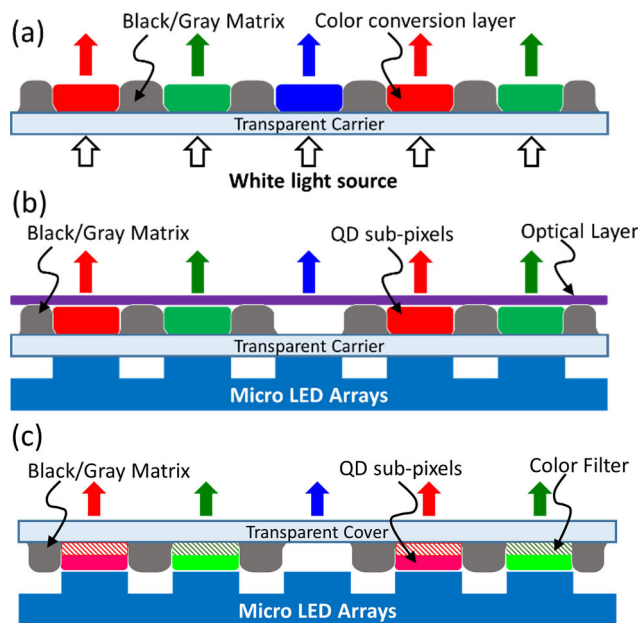 (a)
Black/Gray Matrix
Color conversion layer
Transparent Carrier
White light source
(b)
Black/Gray Matrix
QD sub-pixels
Optical Layer
Transparent Carrier
Micro LED Arrays
(c)
Black/Gray Matrix
QD sub-pixels
Color Filter
Transparent Cover
Micro LED Arrays